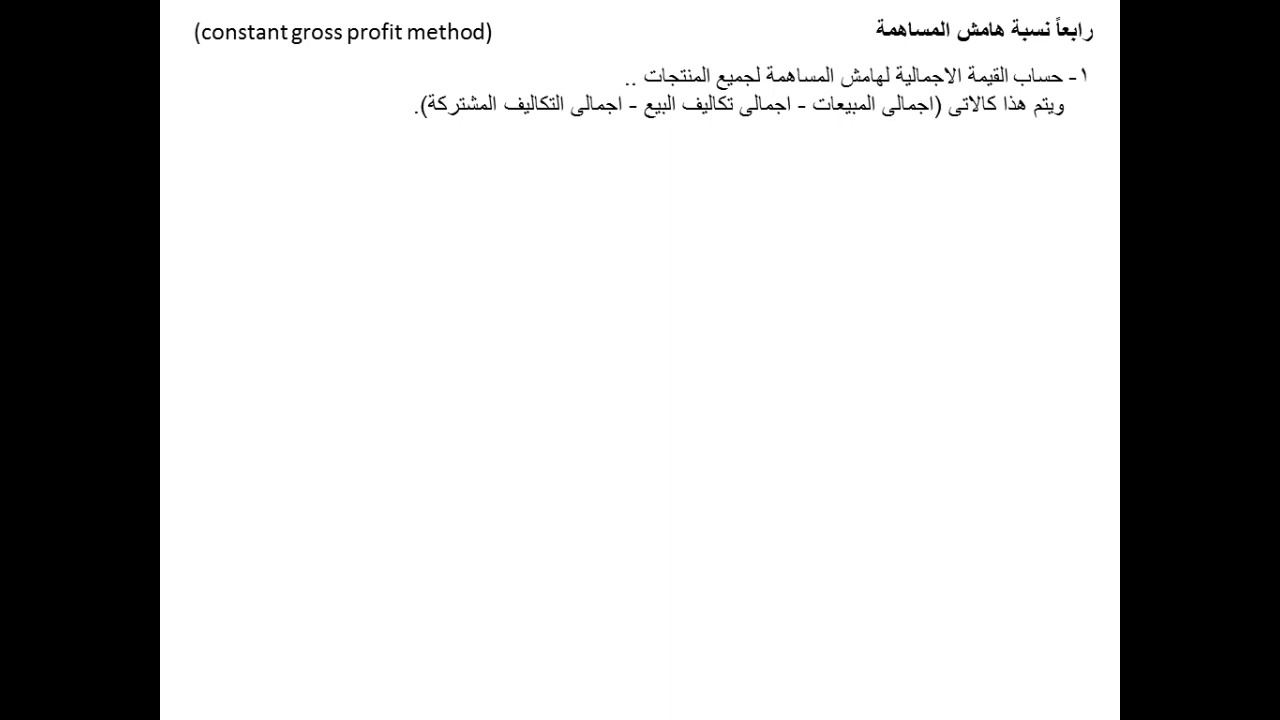 رابعاً نسبة هامش المساهمة (constant gross profit method)
١- حساب القيمة الاجمالية لهامش المساهمة لجميع المنتجات ..
ويتم هذا كالاتى (اجمالى المبيعات - اجمالى تكاليف البيع - اجمالى التكاليف المشتركة).